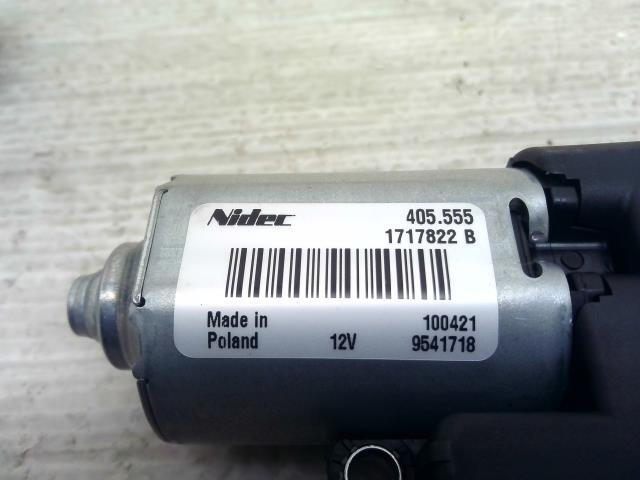 Nidec 405.555
1717822 B
Made in 100421
Poland 12V 9541718